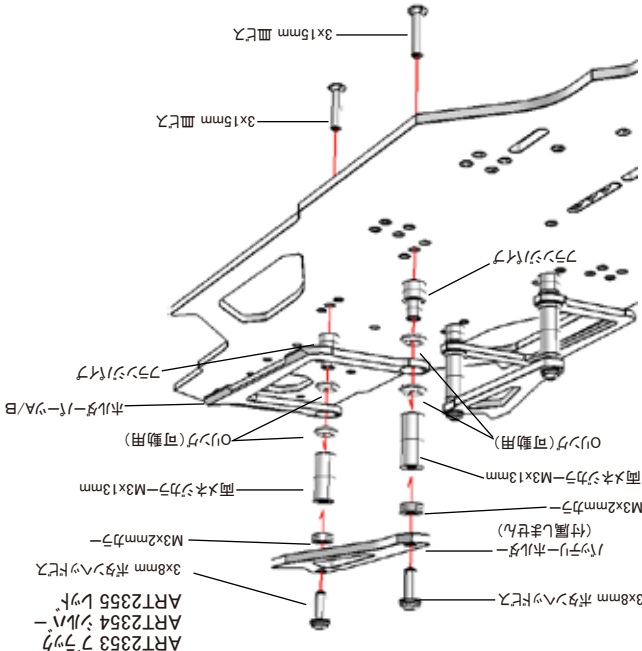 ART2353 ブラック
ART2354 シルバー
ART2355 レッド
3x8mm ボタンヘッドビス
3x8mm ボタンヘッドビス
バッテリーホルダー
(付属しません)
M3x2mmカラー
M3x2mmカラー
両メネジカラーM3x13mm
両メネジカラーM3x13mm
Oリング(可動用)
Oリング(可動用)
ホルダーパーツA/B
フランジパイプ
フランジパイプ
3x15mm 皿ビス
3x15mm 皿ビス